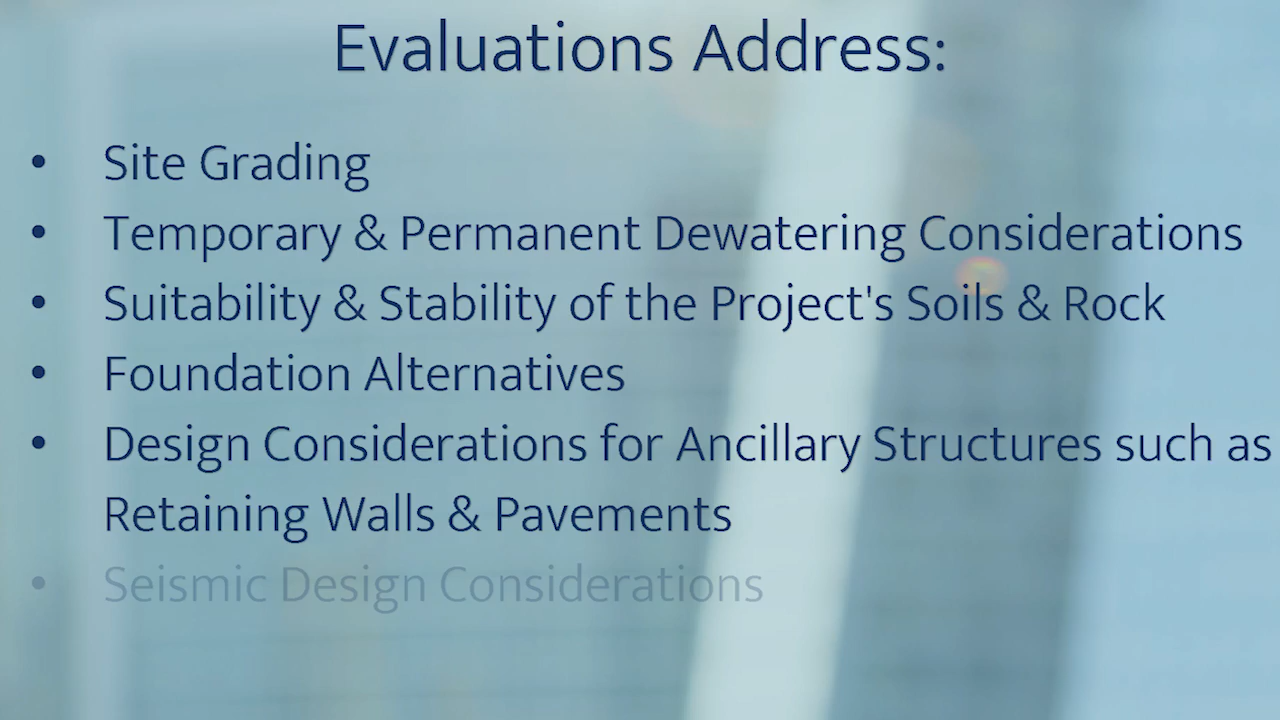 Evaluations Address:
• Site Grading
• Temporary & Permanent Dewatering Considerations
• Suitability & Stability of the Project's Soils & Rock
• Foundation Alternatives
• Design Considerations for Ancillary Structures such as
Retaining Walls & Pavements
• Seismic Design Considerations